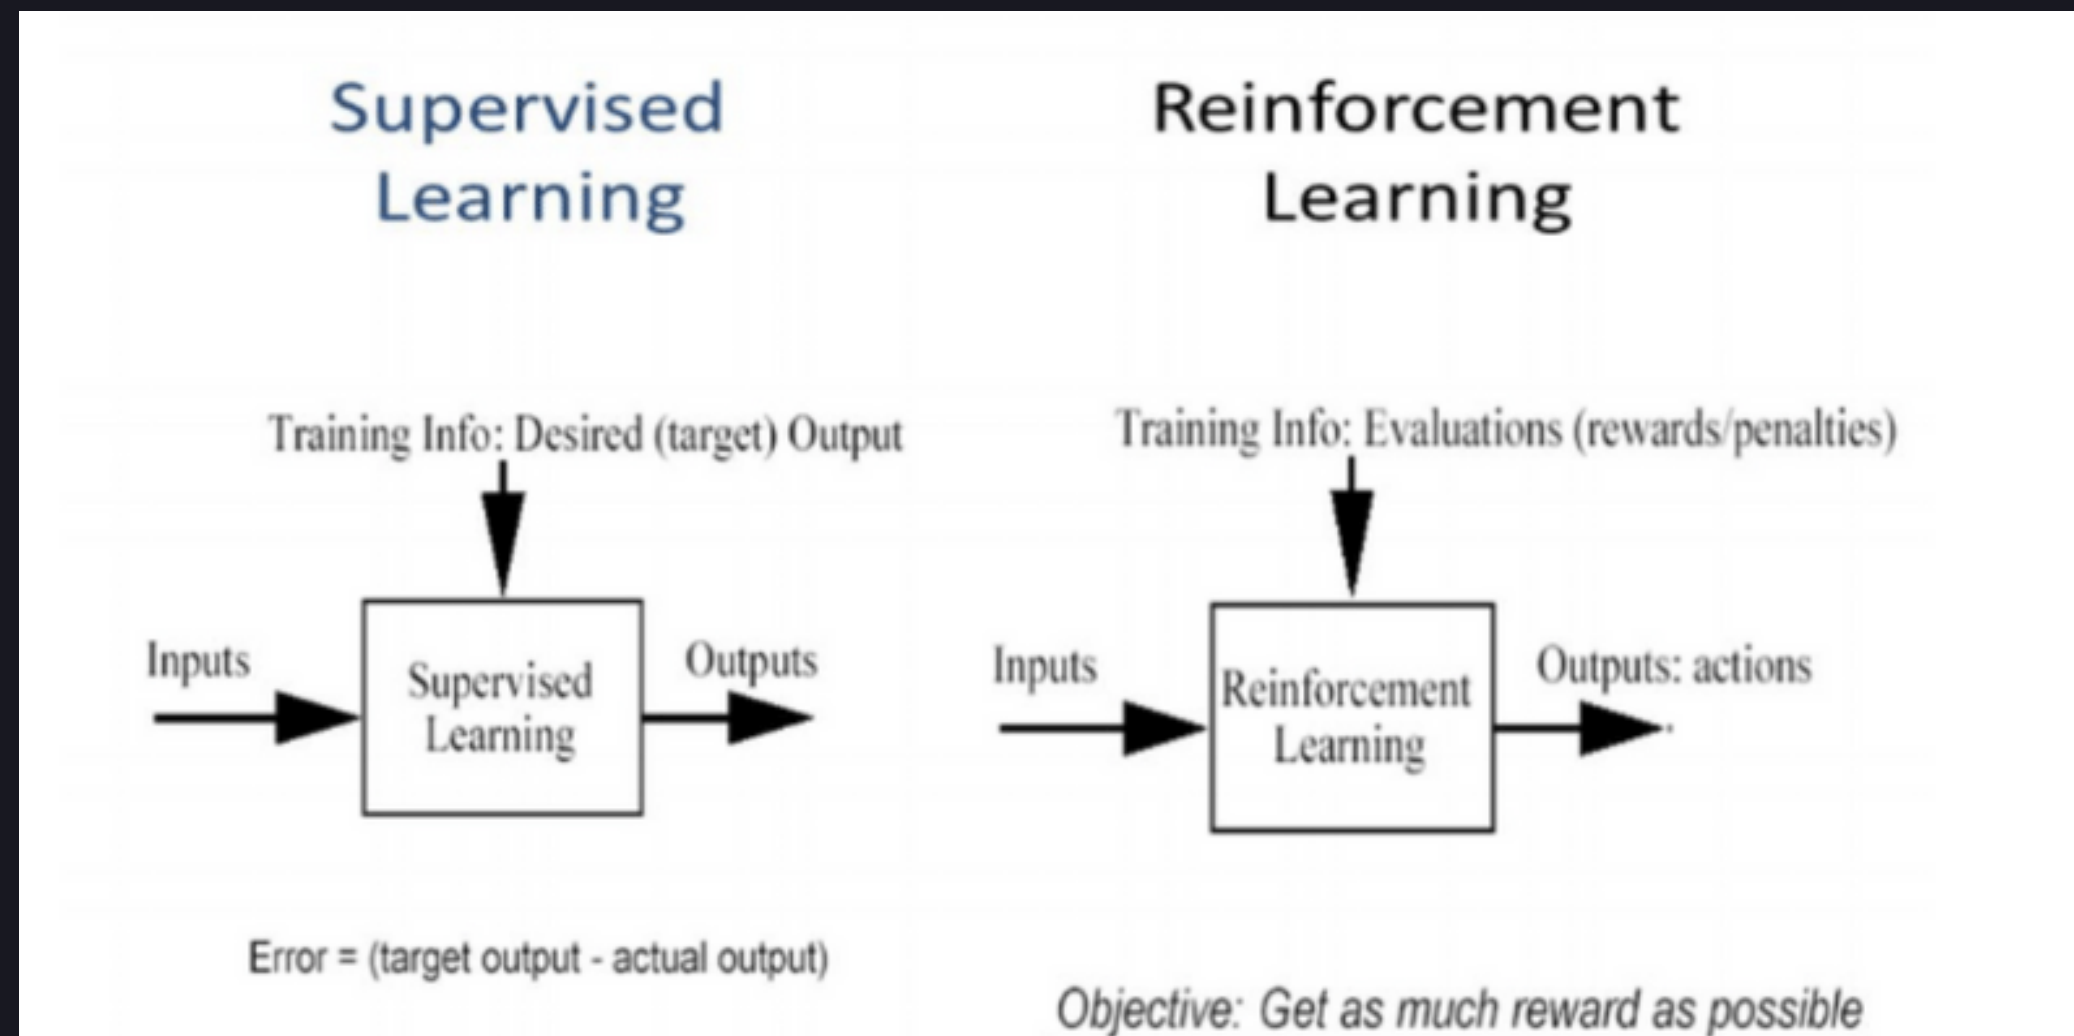 Supervised
Learning
Training Info: Desired (target) Output
Inputs
Supervised
Learning
Outputs
Error = (target output - actual output)
Reinforcement
Learning
Training Info: Evaluations (rewards/penalties)
Inputs
Reinforcement
Learning
Outputs: actions
Objective: Get as much reward as possible